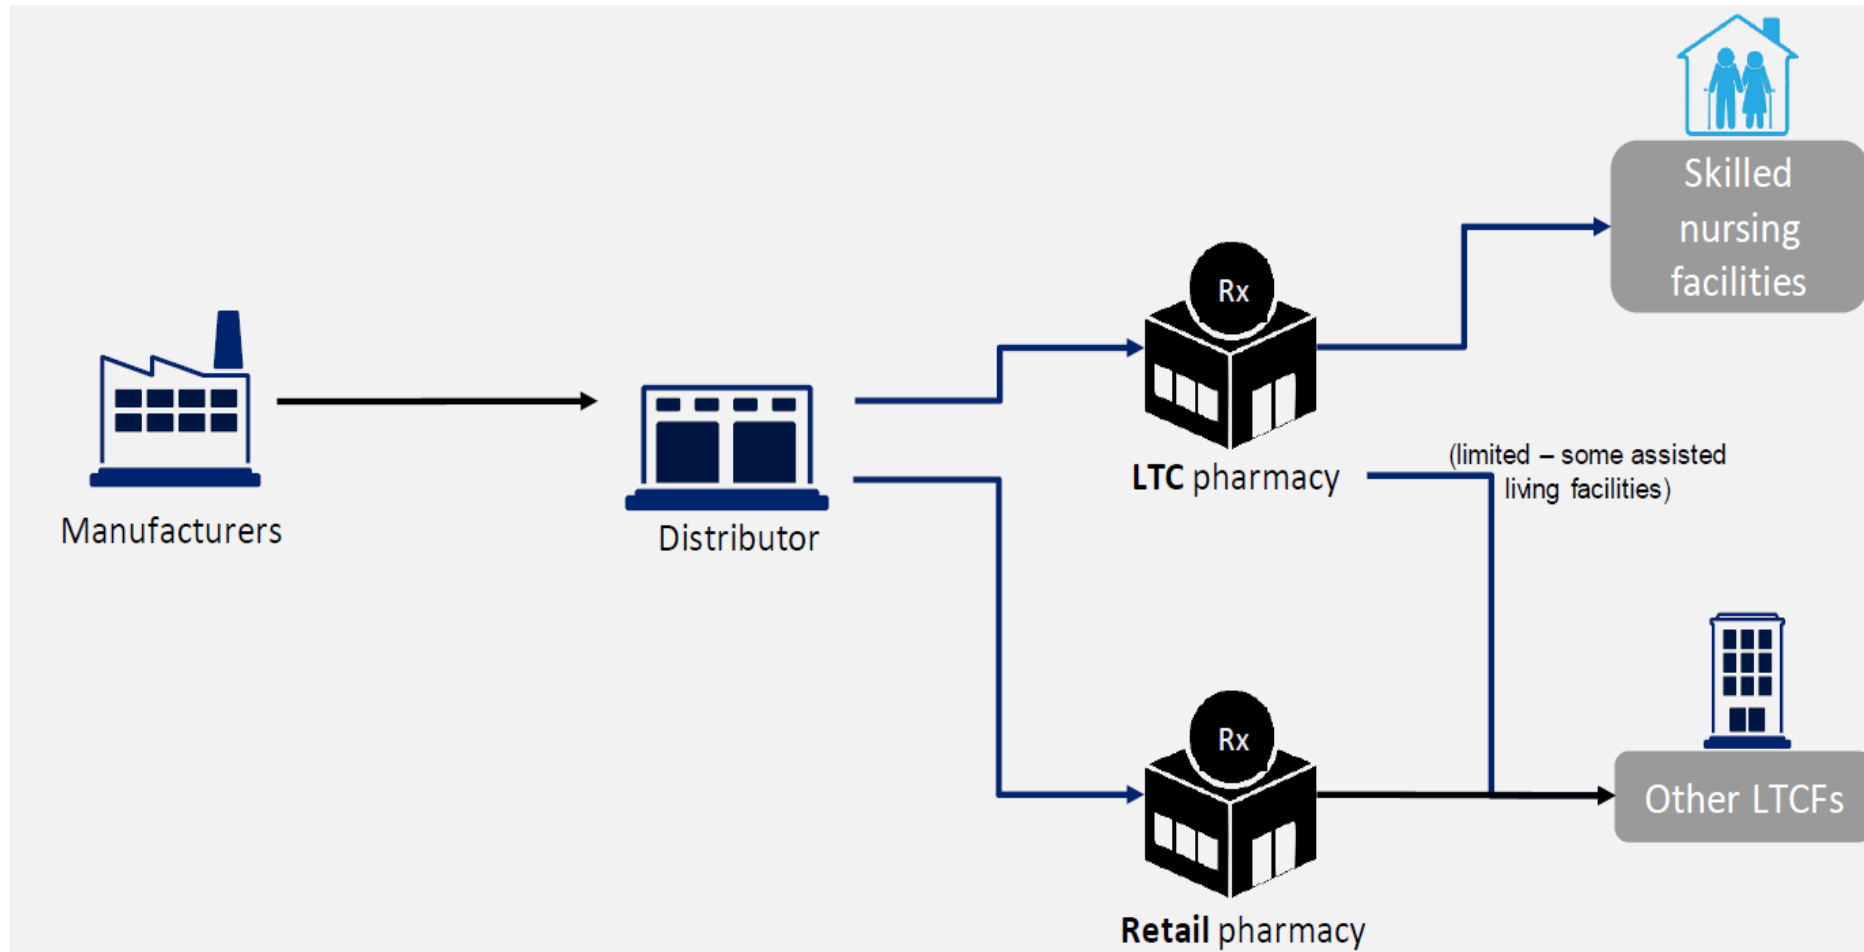 Skilled
nursing
facilities
Rx
LTC pharmacy
(limited – some assisted
living facilities)
Manufacturers
Distributor
Rx
Retail pharmacy
Other LTCFs